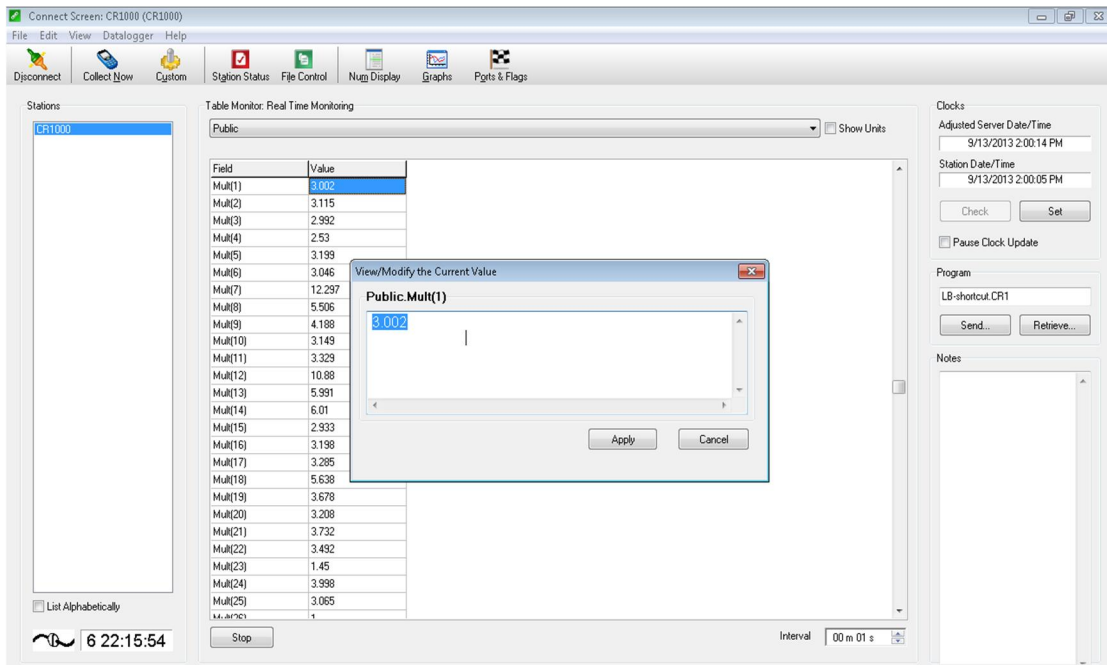 Connect Screen: CR1000 (CR1000)
File Edit View Datalogger Help
Disconnect Collect Now Custom Station Status File Control Num Display Graphs Ports & Flags
Stations
CR1000
List Alphabetically
6 22:15:54
Table Monitor: Real Time Monitoring
Public
Show Units
Field Value
Mult(1) 3.002
Mult(2) 3.115
Mult(3) 2.992
Mult(4) 2.53
Mult(5) 3.199
Mult(6) 3.046
Mult(7) 12.297
Mult(8) 5.506
Mult(9) 4.188
Mult(10) 3.149
Mult(11) 3.329
Mult(12) 10.88
Mult(13) 5.991
Mult(14) 6.01
Mult(15) 2.933
Mult(16) 3.198
Mult(17) 3.285
Mult(18) 5.638
Mult(19) 3.678
Mult(20) 3.208
Mult(21) 3.732
Mult(22) 3.492
Mult(23) 1.45
Mult(24) 3.998
Mult(25) 3.065
Mult(26) 1
Stop
Interval 00 m 01 s
View/Modify the Current Value
Public.Mult(1)
3.002
Apply Cancel
Clocks
Adjusted Server Date/Time
9/13/2013 2:00:14 PM
Station Date/Time
9/13/2013 2:00:05 PM
Check Set
Pause Clock Update
Program
LB-shortcut.CR1
Send... Retrieve...
Notes